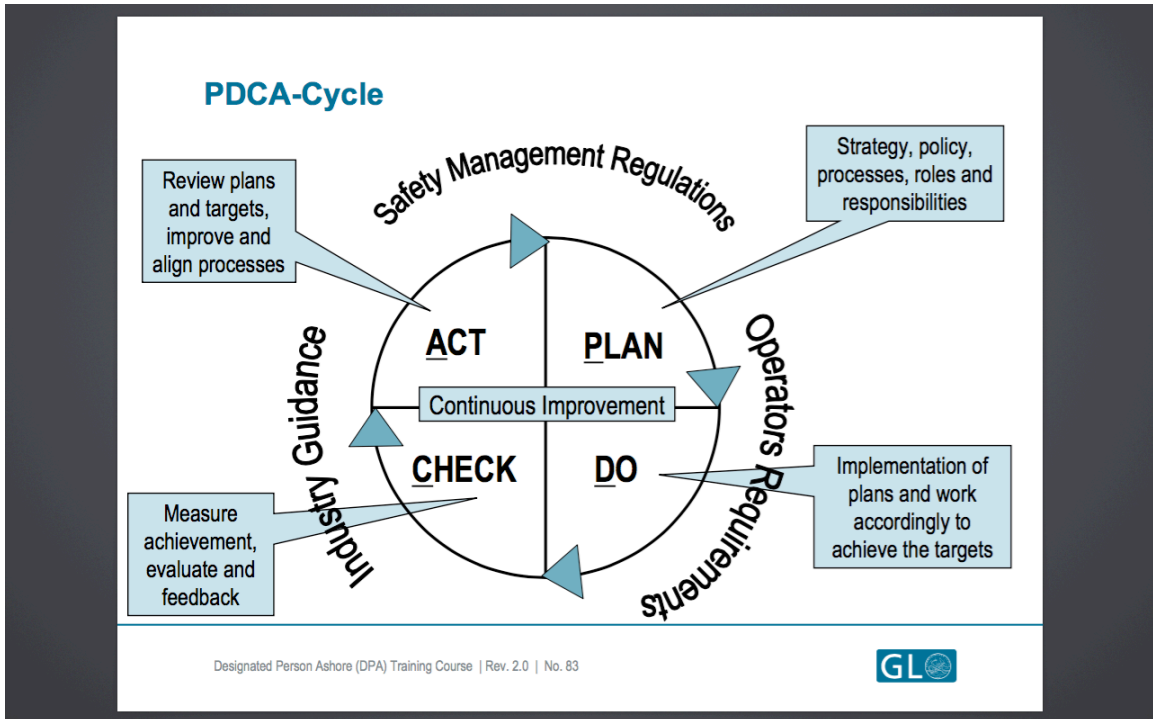 PDCA-Cycle
Safety Management Regulations
Review plans
and targets,
improve and
align processes
Strategy, policy,
processes, roles and
responsibilities
ACT
PLAN
Continuous Improvement
CHECK
DO
Industry Guidance
Operators Requirements
Measure
achievement,
evaluate and
feedback
Implementation of
plans and work
accordingly to
achieve the targets
Designated Person Ashore (DPA) Training Course | Rev. 2.0 | No. 83
GL